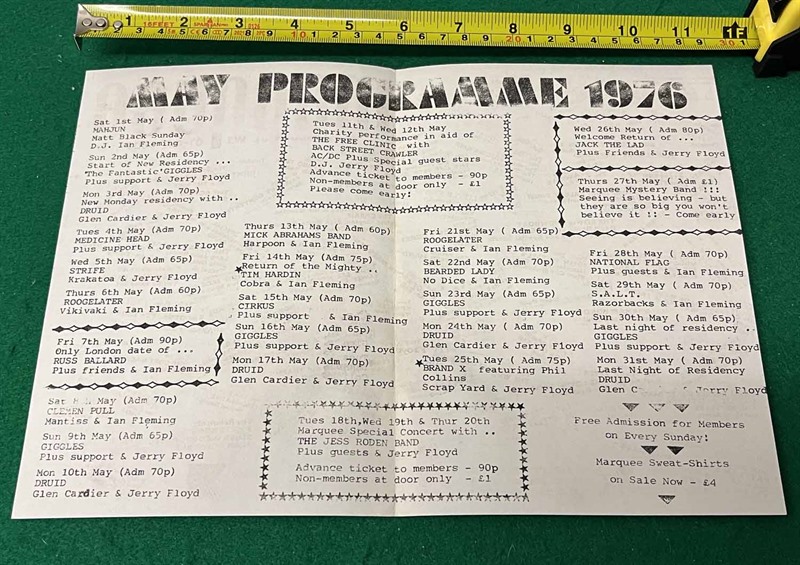 MAY PROGRAMME 1976
Sat 1st May ( Adm 70p)
MAHJUN
Matt Black Sunday
D.J. Ian Fleming
Sun 2nd May (Adm 65p)
Start of New Residency ...
'The Fantastic'GIGGLES
Plus support & Jerry Floyd
Mon 3rd May (Adm 70p)
New Monday residency with ..
DRUID
Glen Cardier & Jerry Floyd
Tues 4th May (Adm 70p)
MEDICINE HEAD
Plus support & Jerry Floyd
Wed 5th May (Adm 65p)
STRIFE
Krakatoa & Jerry Floyd
Thurs 6th May (Adm 60p)
ROOGELATER
Vikivaki & Ian Fleming
Fri 7th May (Adm 90p)
Only London date of ...
RUSS BALLARD
Plus friends & Ian Fleming
Sat May (Adm 70p)
CLEMEN PULL
Mantiss & Ian Fleming
Sun 9th May (Adm 65p)
GIGGLES
Plus support & Jerry Floyd
Mon 10th May (Adm 70p)
DRUID
Glen Cardier & Jerry Floyd
Tues 11th & Wed 12th May
Charity performance in aid of
THE FREE CLINIC with
BACK STREET CRAWLER
AC/DC Plus Special guest stars
D.J. Jerry Floyd
Advance ticket to members - 90p
Non-members at door only - £1
Please come early!
Thurs 13th May (Adm 60p)
MICK ABRAHAMS BAND
Harpoon & Ian Fleming
Fri 14th May (Adm 75p)
Return of the Mighty ..
TIM HARDIN
Cobra & Ian Fleming
Sat 15th May (Adm 70p)
CIRKUS
Plus support & Ian Fleming
Sun 16th May (Adm 65p)
GIGGLES
Plus support & Jerry Floyd
Mon 17th May (Adm 70p)
DRUID
Glen Cardier & Jerry Floyd
Tues 18th,Wed 19th & Thur 20th
Marquee Special Concert with ..
THE JESS RODEN BAND
Plus guests & Jerry Floyd
Advance ticket to members - 90p
Non-members at door only - £1
Fri 21st May (Adm 65p)
ROOGELATER
Cruiser & Ian Fleming
Sat 22nd May (Adm 70p)
BEARDED LADY
No Dice & Ian Fleming
Sun 23rd May (Adm 65p)
GIGGLES
Plus support & Jerry Floyd
Mon 24th May (Adm 70p)
DRUID
Glen Cardier & Jerry Floyd
Tues 25th May (Adm 75p)
BRAND X featuring Phil
Collins
Scrap Yard & Jerry Floyd
Wed 26th May ( Adm 80p)
Welcome Return of ...
JACK THE LAD
Plus Friends & Jerry Floyd
Thurs 27th May (Adm £1)
Marquee Mystery Band !!!
Seeing is believing - but
they are so big you won't
believe it !! - Come early
Fri 28th May (Adm 70p)
NATIONAL FLAG
Plus guests & Ian Fleming
Sat 29th May (Adm 70p)
S.A.L.T.
Razorbacks & Ian Fleming
Sun 30th May (Adm 65p)
Last night of residency ..
GIGGLES
Plus support & Jerry Floyd
Mon 31st May (Adm 70p)
Last Night of Residency
DRUID
Glen Jerry Floyd
Free Admission for Members
on Every Sunday!
Marquee Sweat-Shirts
on Sale Now - £4